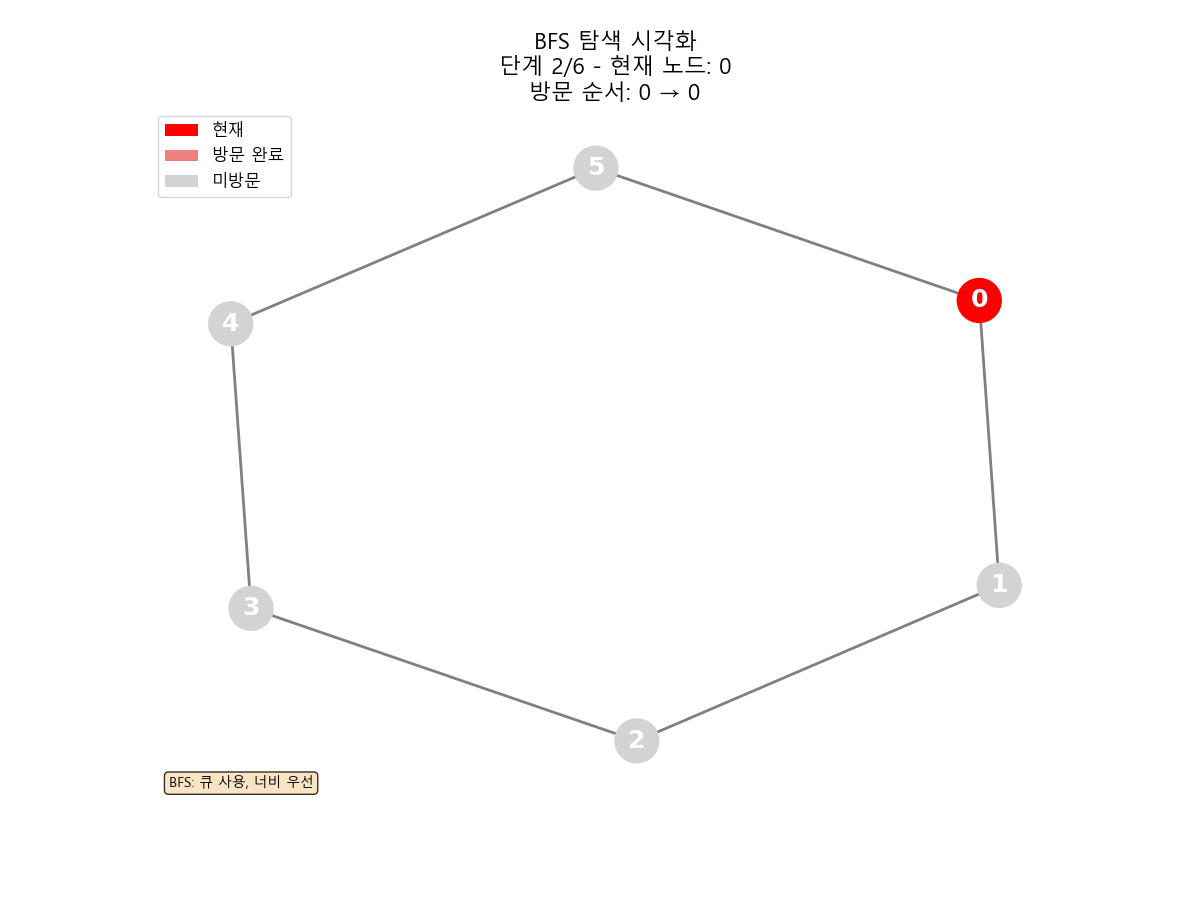 BFS 탐색 시각화
단계 2/6 - 현재 노드: 0
방문 순서: 0 → 0
현재
방문 완료
미방문
5
0
4
1
3
2
BFS: 큐 사용, 너비 우선